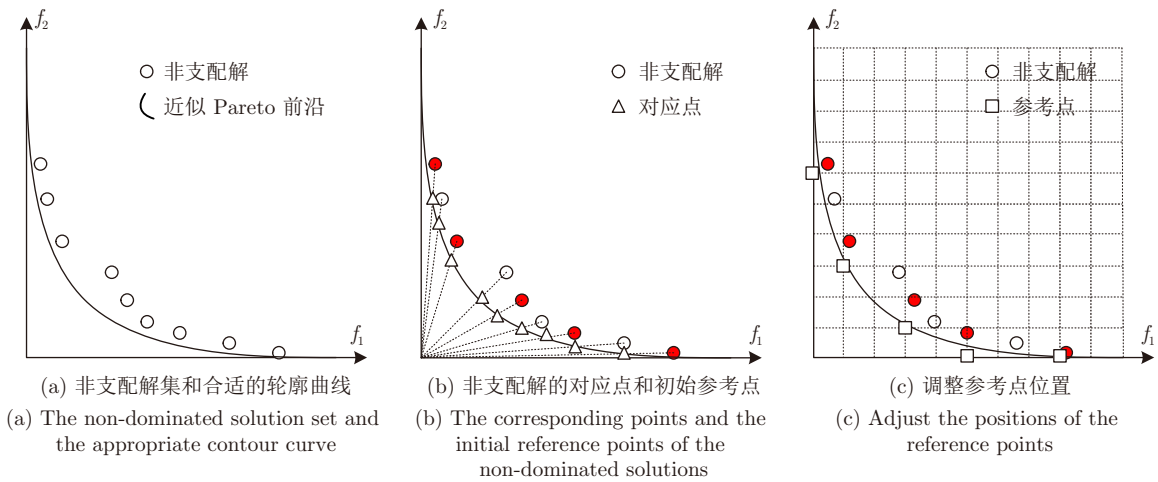 f₂
非支配解
近似 Pareto 前沿
f₁
(a) 非支配解集和合适的轮廓曲线
(a) The non-dominated solution set and
the appropriate contour curve
f₂
非支配解
对应点
f₁
(b) 非支配解的对应点和初始参考点
(b) The corresponding points and the
initial reference points of the
non-dominated solutions
f₂
非支配解
参考点
f₁
(c) 调整参考点位置
(c) Adjust the positions of the
reference points